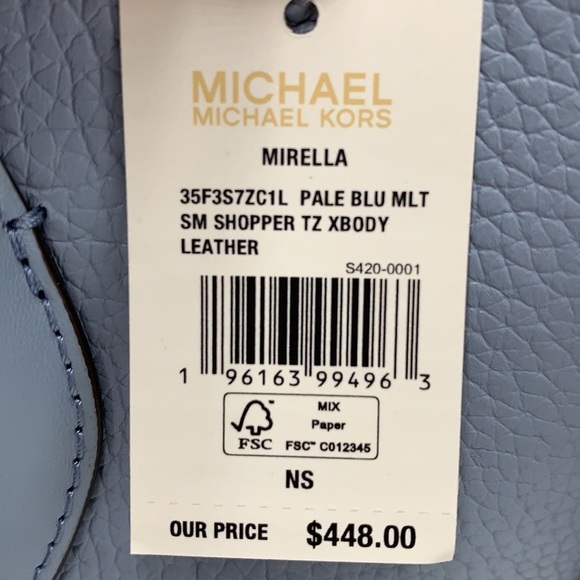 MICHAEL
MICHAEL KORS
MIRELLA
35F3S7ZC1L PALE BLU MLT
SM SHOPPER TZ XBODY
LEATHER
S420-0001
1 96163 99496 3
FSC
MIX
Paper
FSC™ C012345
NS
OUR PRICE $448.00